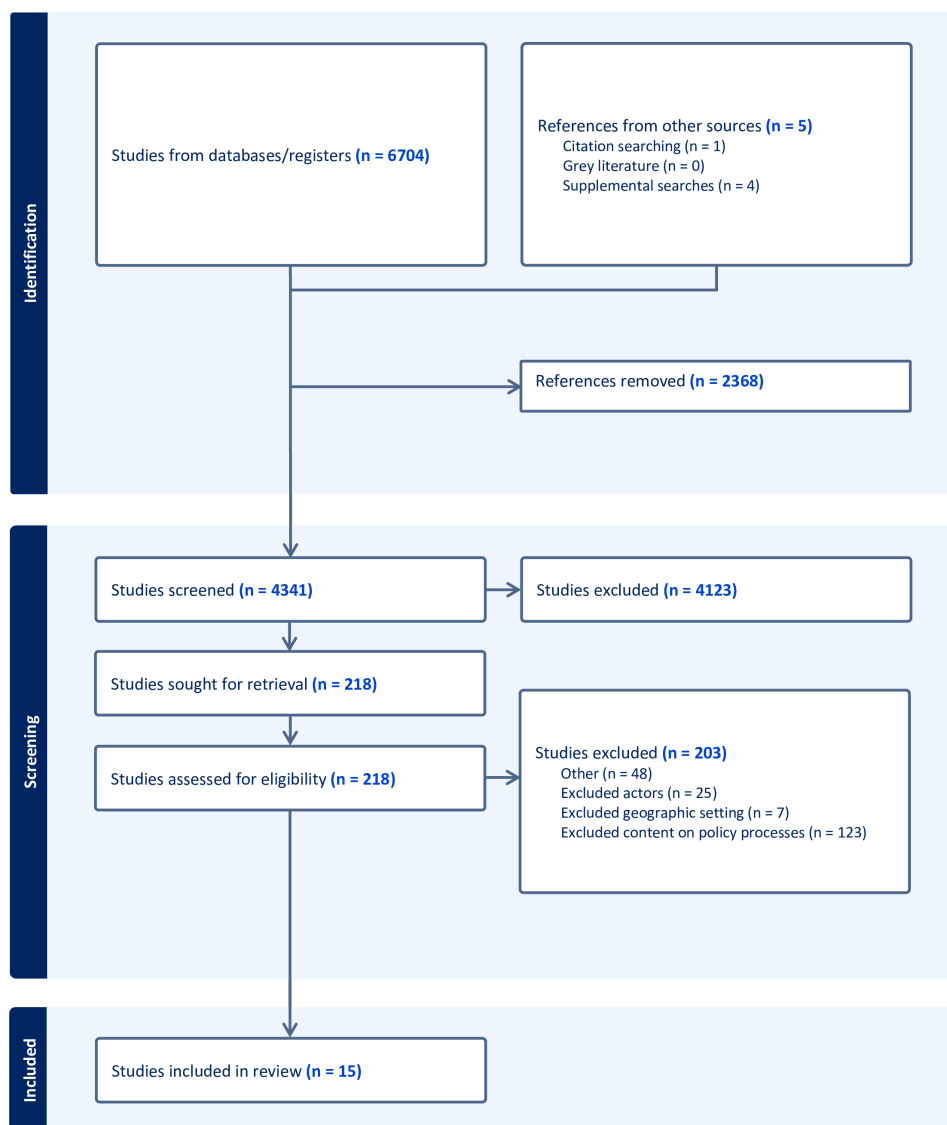 Identification
Studies from databases/registers (n = 6704)
References from other sources (n = 5)
Citation searching (n = 1)
Grey literature (n = 0)
Supplemental searches (n = 4)
References removed (n = 2368)
Screening
Studies screened (n = 4341)
Studies excluded (n = 4123)
Studies sought for retrieval (n = 218)
Studies assessed for eligibility (n = 218)
Studies excluded (n = 203)
Other (n = 48)
Excluded actors (n = 25)
Excluded geographic setting (n = 7)
Excluded content on policy processes (n = 123)
Included
Studies included in review (n = 15)